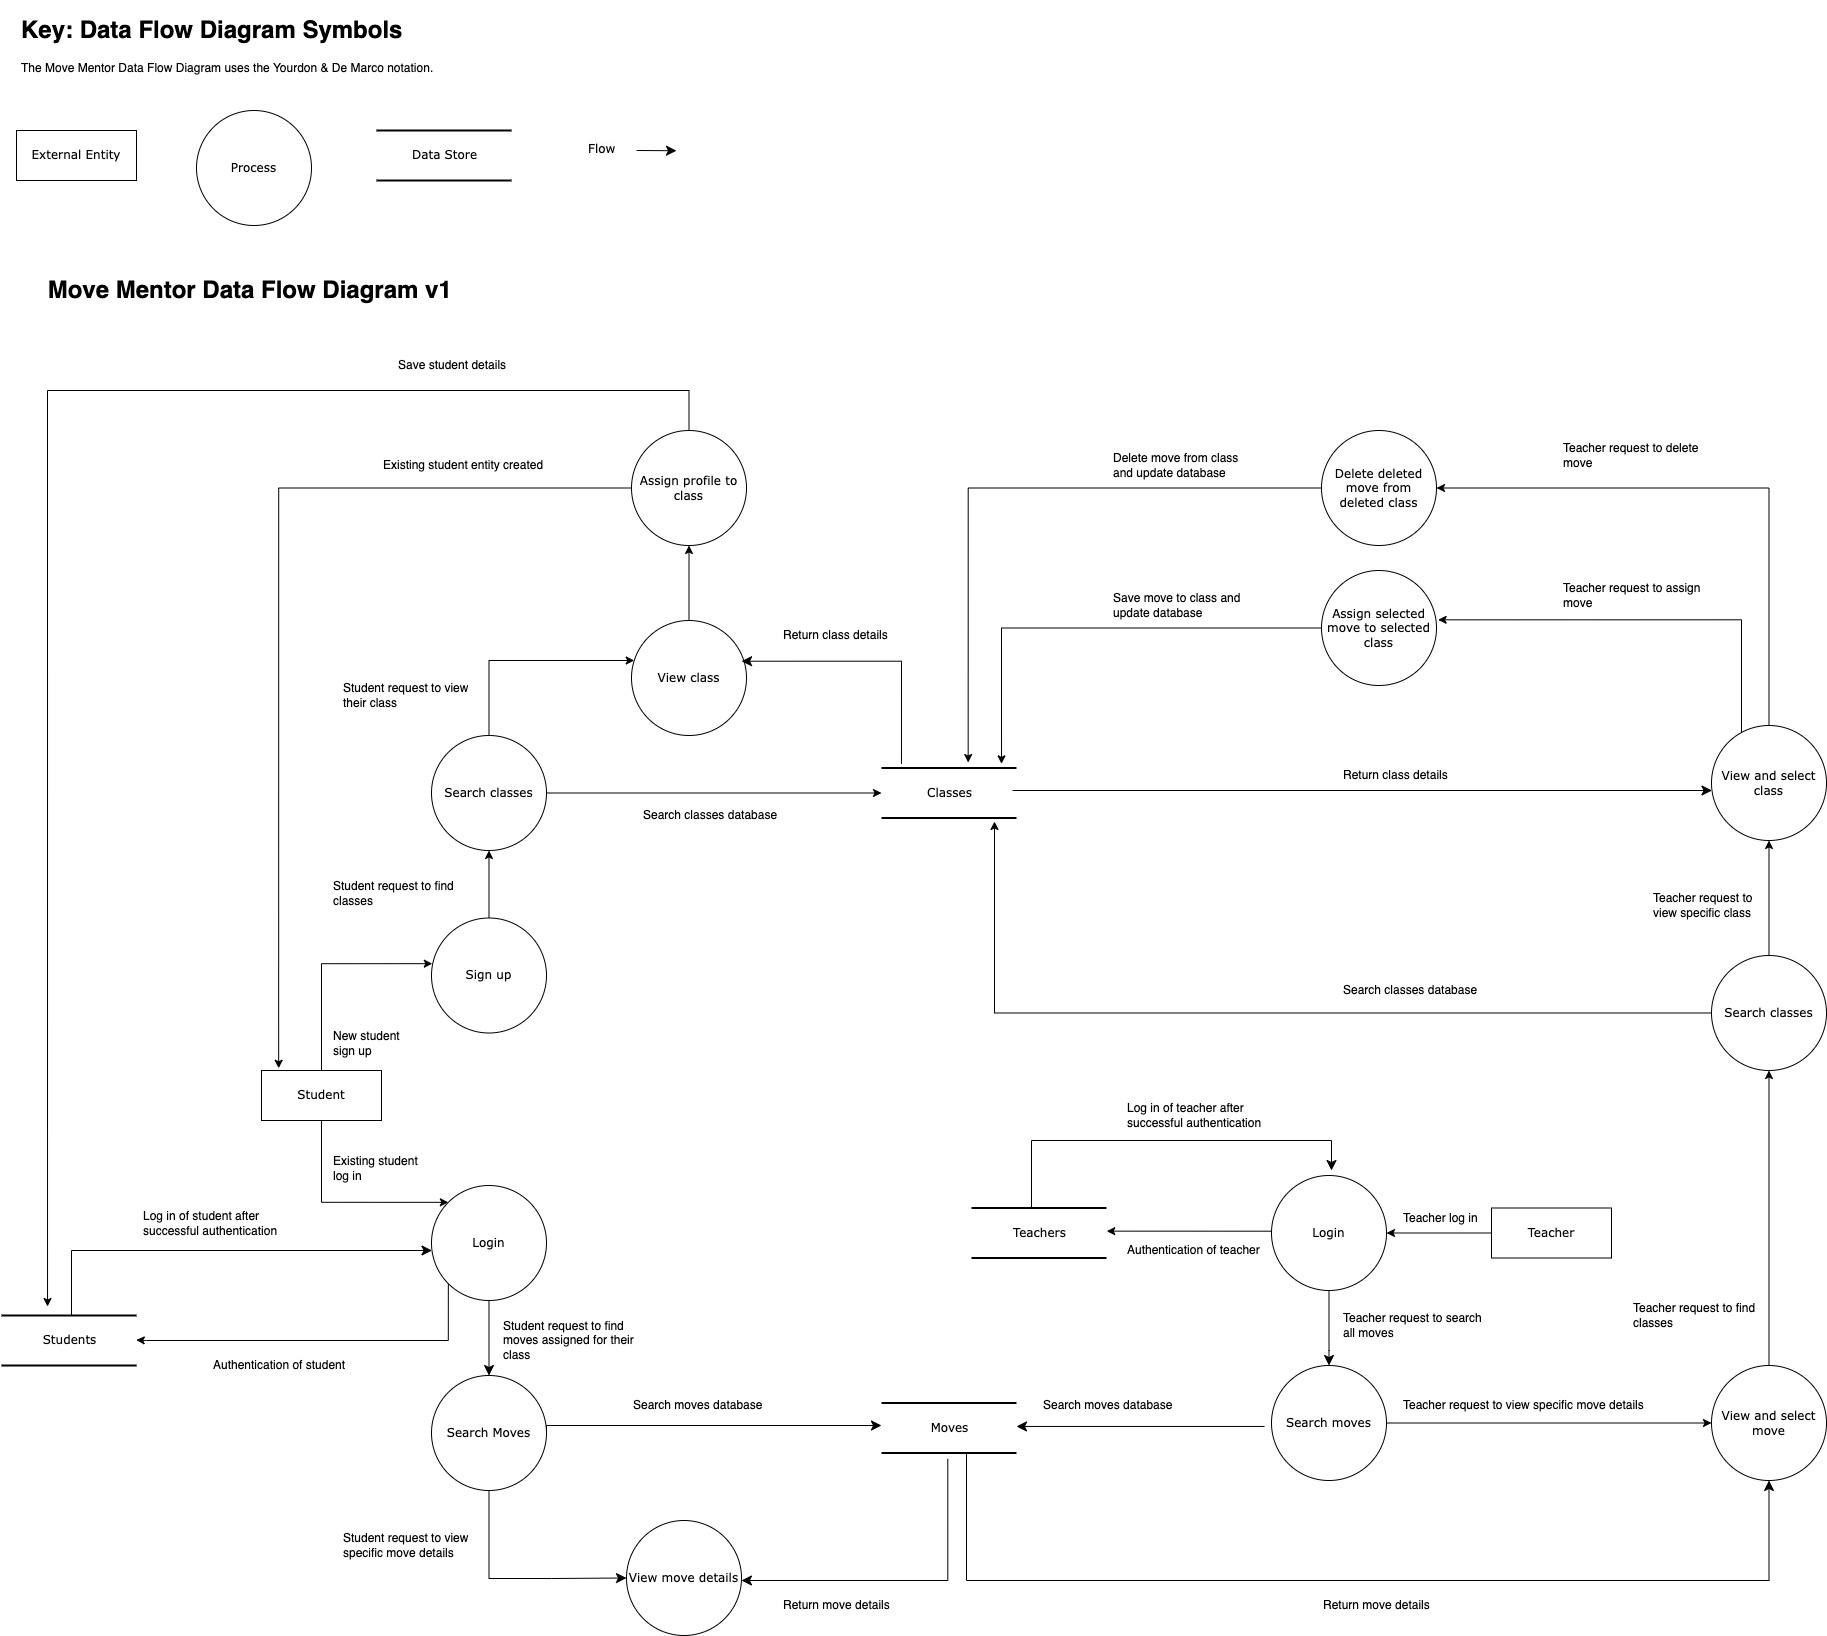 Key: Data Flow Diagram Symbols
The Move Mentor Data Flow Diagram uses the Yourdon & De Marco notation.
External Entity
Process
Data Store
Flow
Move Mentor Data Flow Diagram v1
Save student details
Existing student entity created
Assign profile to
class
Delete move from class
and update database
Delete deleted
move from
deleted class
Teacher request to delete
move
Save move to class and
update database
Assign selected
move to selected
class
Teacher request to assign
move
Return class details
Student request to view
their class
View class
Search classes
Search classes database
Classes
Return class details
View and select
class
Student request to find
classes
Teacher request to
view specific class
Sign up
Search classes database
Search classes
New student
sign up
Student
Log in of teacher after
successful authentication
Existing student
log in
Log in of student after
successful authentication
Login
Teachers
Authentication of teacher
Login
Teacher log in
Teacher
Students
Authentication of student
Student request to find
moves assigned for their
class
Teacher request to search
all moves
Teacher request to find
classes
Search Moves
Search moves database
Moves
Search moves database
Search moves
Teacher request to view specific move details
View and select
move
Student request to view
specific move details
View move details
Return move details
Return move details